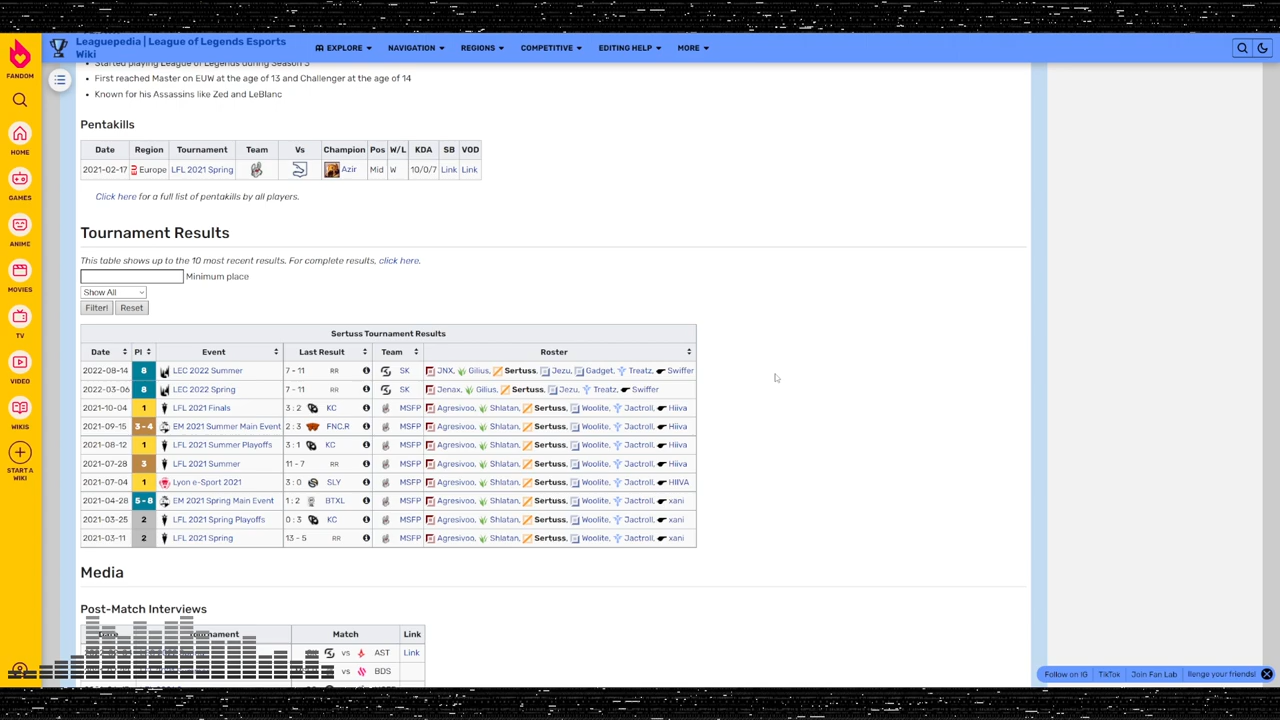 Leaguepedia | League of Legends Esports
Wiki
EXPLORE NAVIGATION REGIONS COMPETITIVE EDITING HELP MORE
FANDOM
HOME
GAMES
ANIME
MOVIES
TV
VIDEO
WIKIS
START A
WIKI
Started playing League of Legends during Season 3
First reached Master on EUW at the age of 13 and Challenger at the age of 14
Known for his Assassins like Zed and LeBlanc
Pentakills
Date Region Tournament Team Vs Champion Pos W/L KDA SB VOD
2021-02-17 Europe LFL 2021 Spring Azir Mid W 10/0/7 Link Link
Click here for a full list of pentakills by all players.
Tournament Results
This table shows up to the 10 most recent results. For complete results, click here.
Minimum place
Show All
Filter! Reset
Sertuss Tournament Results
Date Pl Event Last Result Team Roster
2022-08-14 8 LEC 2022 Summer 7 - 11 RR SK JNX, Gilius, Sertuss, Jezu, Gadget, Treatz, Swiffer
2022-03-06 8 LEC 2022 Spring 7 - 11 RR SK Jenax, Gilius, Sertuss, Jezu, Treatz, Swiffer
2021-10-04 1 LFL 2021 Finals 3 : 2 KC MSFP Agresivoo, Shlatan, Sertuss, Woolite, Jactroll, Hiiva
2021-09-15 3 - 4 EM 2021 Summer Main Event 2 : 3 FNC.R MSFP Agresivoo, Shlatan, Sertuss, Woolite, Jactroll, Hiiva
2021-08-12 1 LFL 2021 Summer Playoffs 3 : 1 KC MSFP Agresivoo, Shlatan, Sertuss, Woolite, Jactroll, Hiiva
2021-07-28 3 LFL 2021 Summer 11 - 7 RR MSFP Agresivoo, Shlatan, Sertuss, Woolite, Jactroll, Hiiva
2021-07-04 1 Lyon e-Sport 2021 3 : 0 SLY MSFP Agresivoo, Shlatan, Sertuss, Woolite, Jactroll, HIIVA
2021-04-28 5 - 8 EM 2021 Spring Main Event 1 : 2 BTXL MSFP Agresivoo, Shlatan, Sertuss, Woolite, Jactroll, xani
2021-03-25 2 LFL 2021 Spring Playoffs 0 : 3 KC MSFP Agresivoo, Shlatan, Sertuss, Woolite, Jactroll, xani
2021-03-11 2 LFL 2021 Spring 13 - 5 RR MSFP Agresivoo, Shlatan, Sertuss, Woolite, Jactroll, xani
Media
Post-Match Interviews
Date Tournament Match Link
vs AST Link
vs BDS
Follow on IG TikTok Join Fan Lab